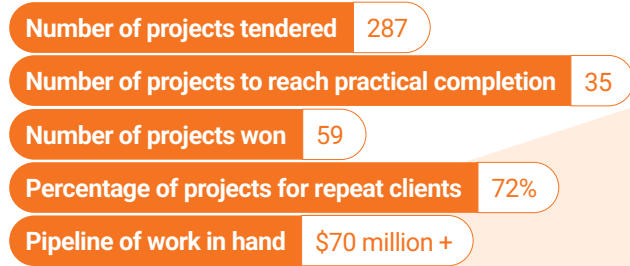 Number of projects tendered 287
Number of projects to reach practical completion 35
Number of projects won 59
Percentage of projects for repeat clients 72%
Pipeline of work in hand $70 million +